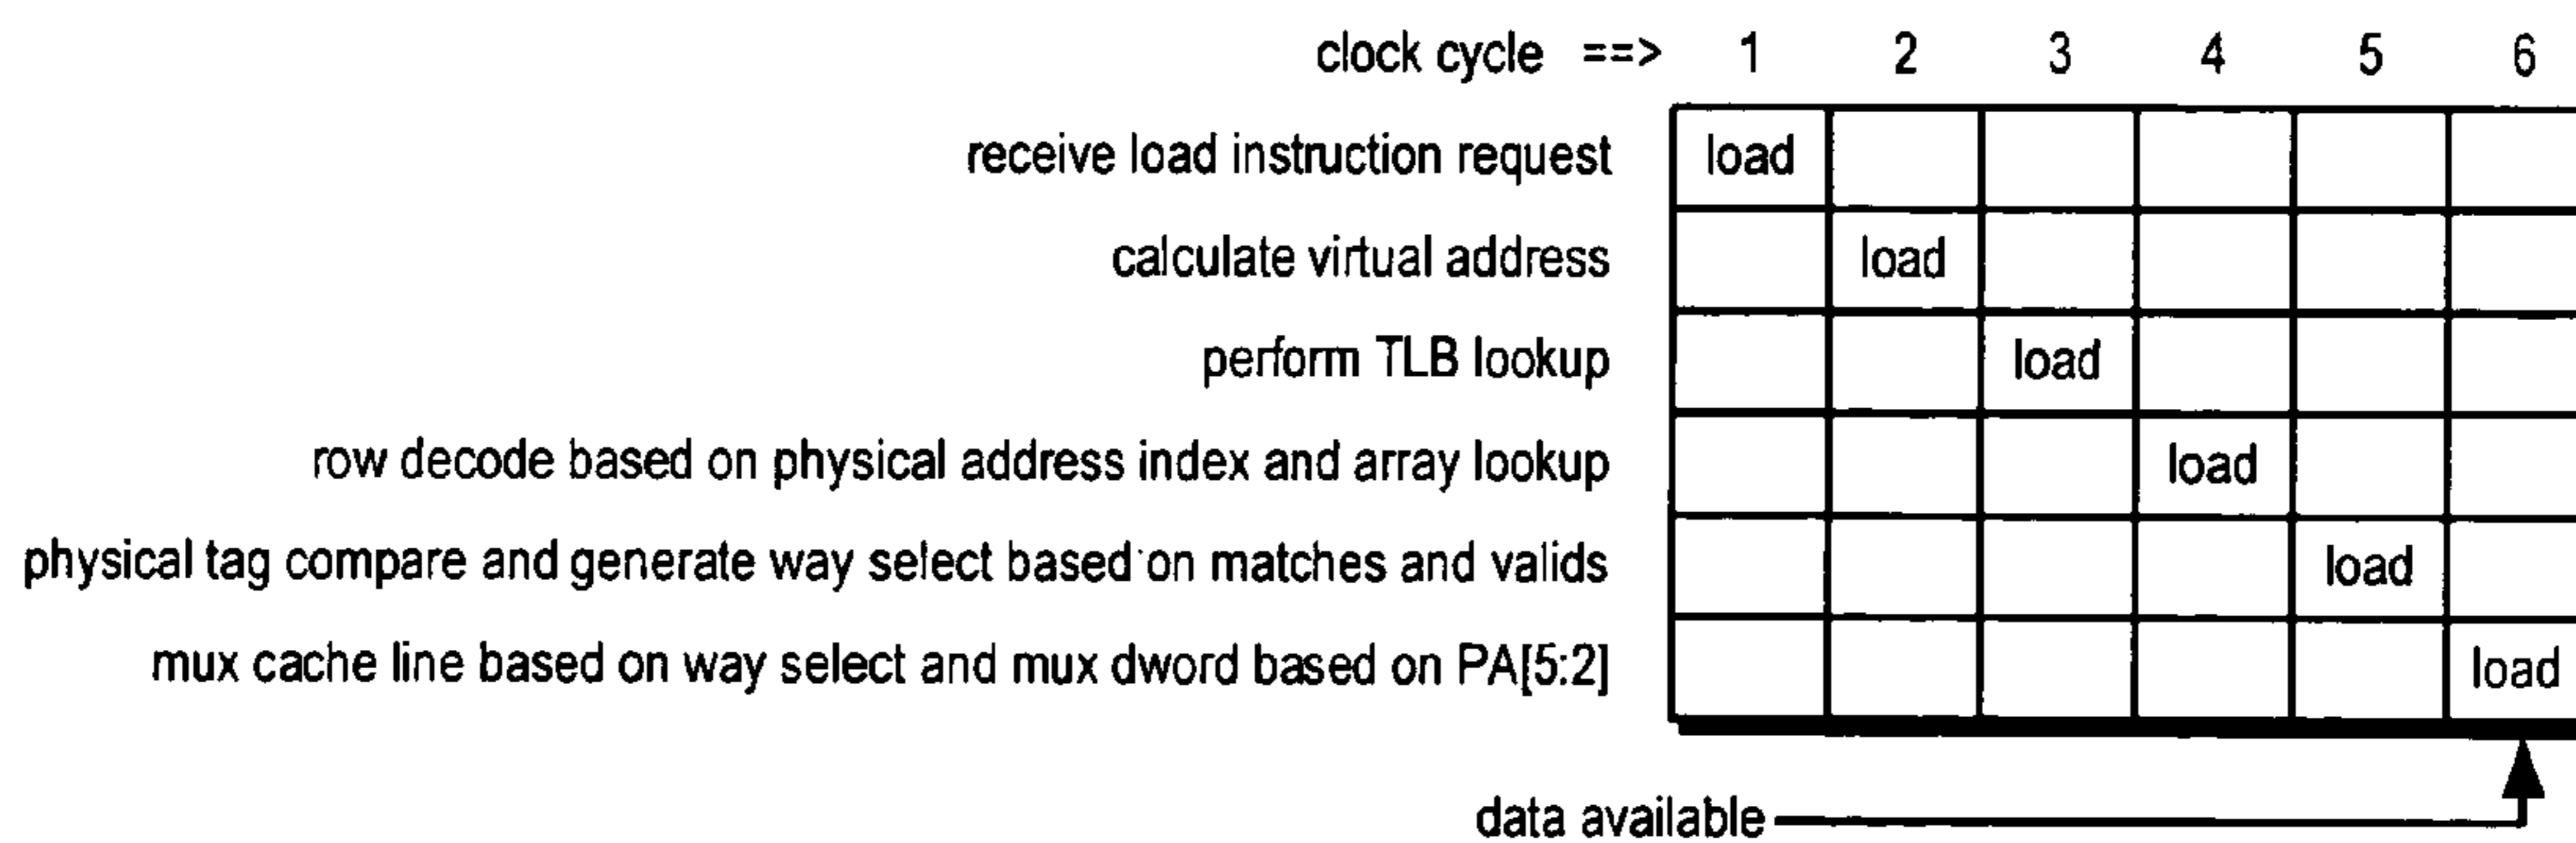 clock cycle ==> 1 2 3 4 5 6
receive load instruction request load
calculate virtual address load
perform TLB lookup load
row decode based on physical address index and array lookup load
physical tag compare and generate way select based on matches and valids load
mux cache line based on way select and mux dword based on PA[5:2] load
data available